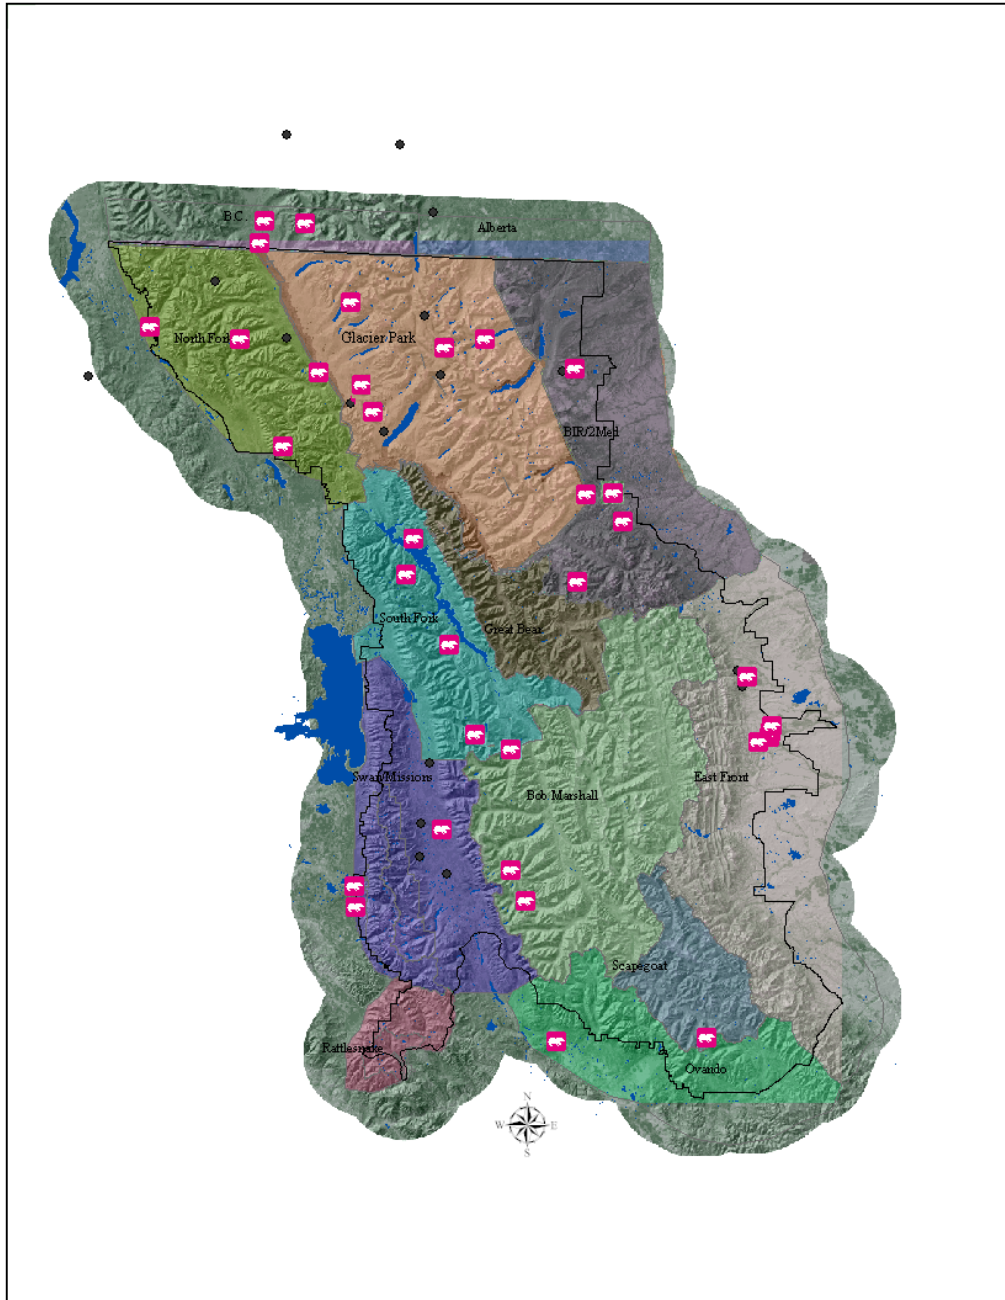 B.C.
Alberta
North Fork
Glacier Park
BIR/2Med
South Fork
Great Bear
Swan/Missions
East Front
Bob Marshall
Scapegoat
Rattlesnake
Ovando
N
W
E
S